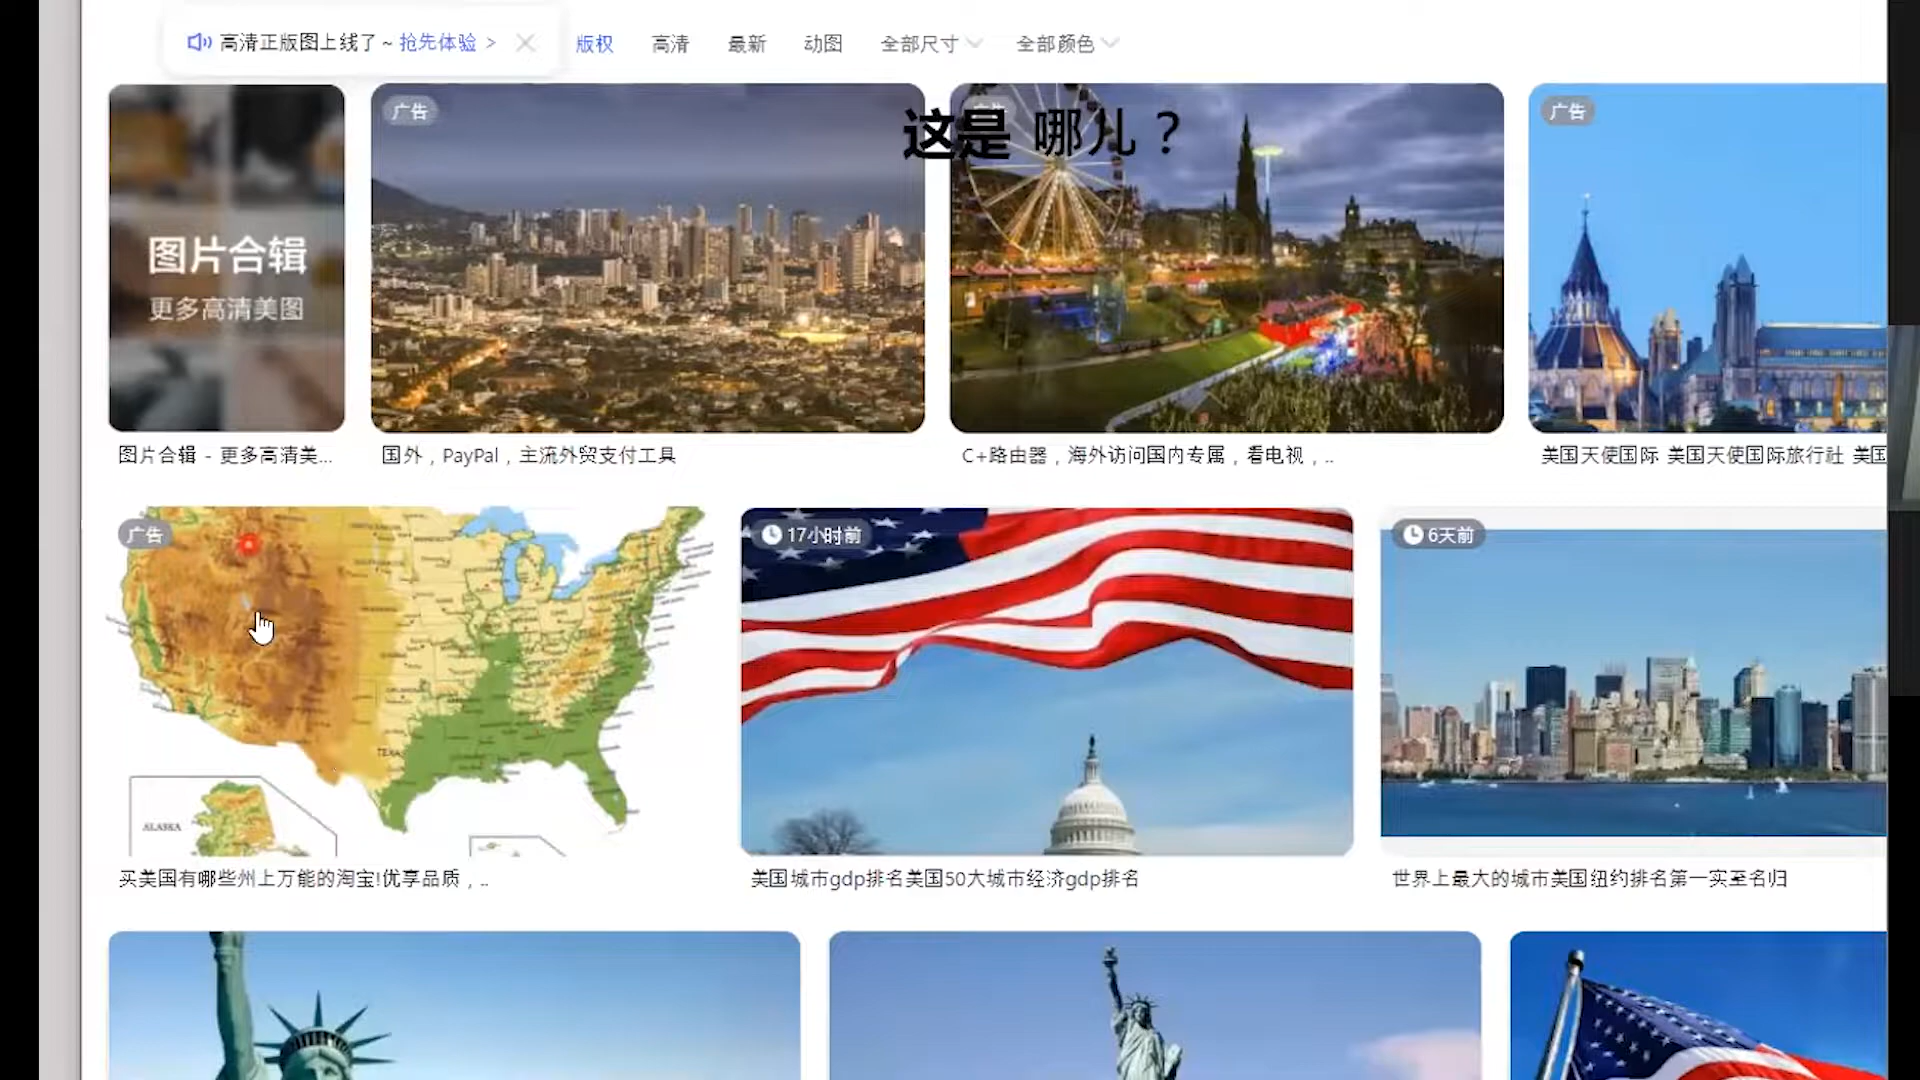 高清正版图上线了~抢先体验 >
版权 高清 最新 动图 全部尺寸 全部颜色
这是 哪儿？
广告
广告
广告
图片合辑
更多高清美图
图片合辑 - 更多高清美...
国外，PayPal，主流外贸支付工具
C+路由器，海外访问国内专属，看电视，..
美国天使国际 美国天使国际旅行社 美国
广告
17小时前
6天前
TEXAS
ALASKA
买美国有哪些州上万能的淘宝!优享品质，..
美国城市gdp排名美国50大城市经济gdp排名
世界上最大的城市美国纽约排名第一实至名归